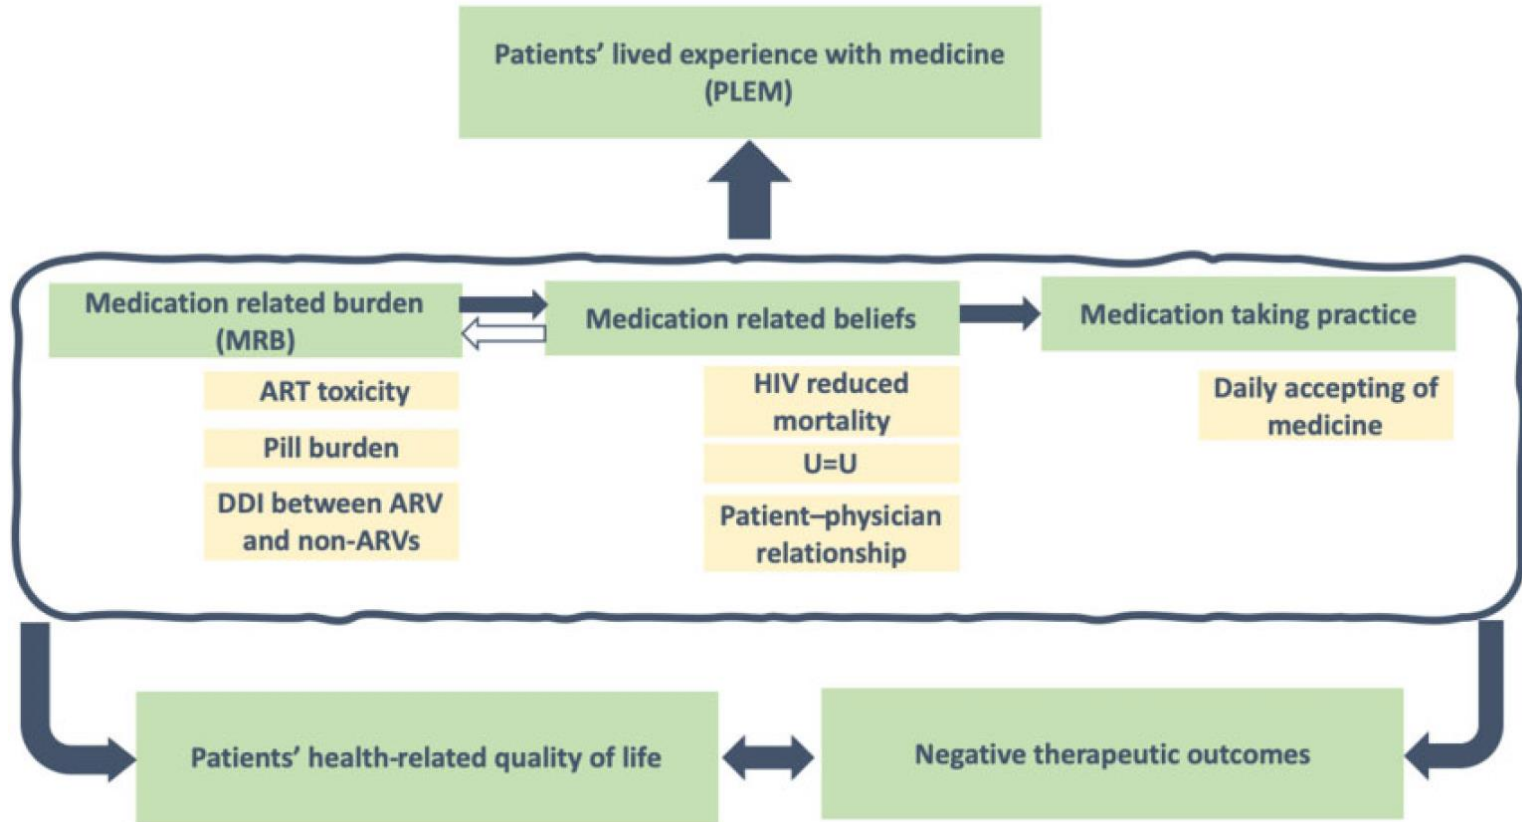 Patients' lived experience with medicine
(PLEM)
Medication related burden
(MRB)
Medication related beliefs
Medication taking practice
ART toxicity
Pill burden
DDI between ARV
and non-ARVs
HIV reduced
mortality
U=U
Patient–physician
relationship
Daily accepting of
medicine
Patients' health-related quality of life
Negative therapeutic outcomes